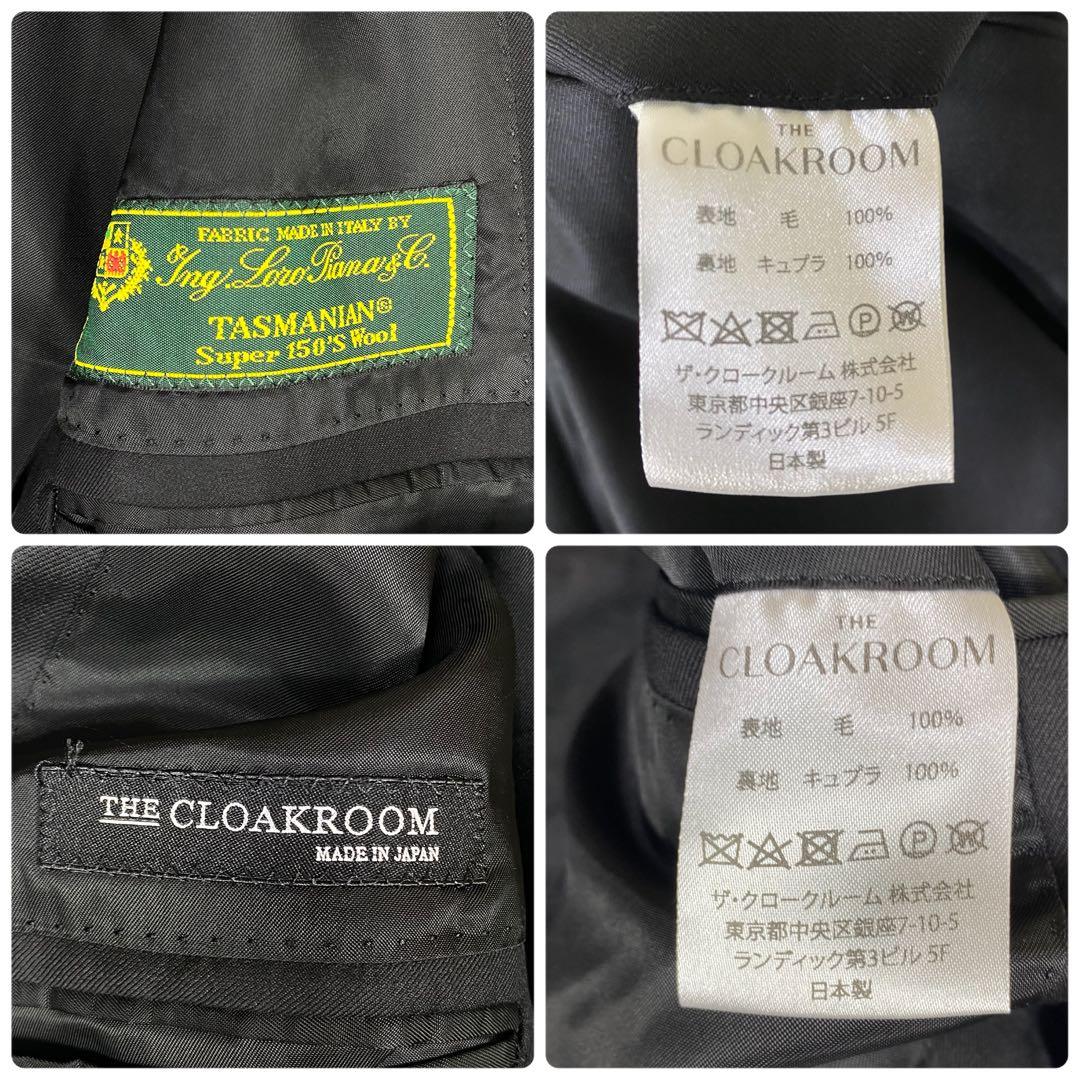 FABRIC MADE IN ITALY BY
Ing. Loro Piana & C.
TASMANIAN®
Super 150'S Wool
THE
CLOAKROOM
表地 毛 100%
裏地 キュプラ 100%
P W
ザ・クロークルーム 株式会社
東京都中央区銀座7-10-5
ランディック第3ビル 5F
日本製
THE CLOAKROOM
MADE IN JAPAN
THE
CLOAKROOM
表地 毛 100%
裏地 キュプラ 100%
P W
ザ・クロークルーム 株式会社
東京都中央区銀座7-10-5
ランディック第3ビル 5F
日本製